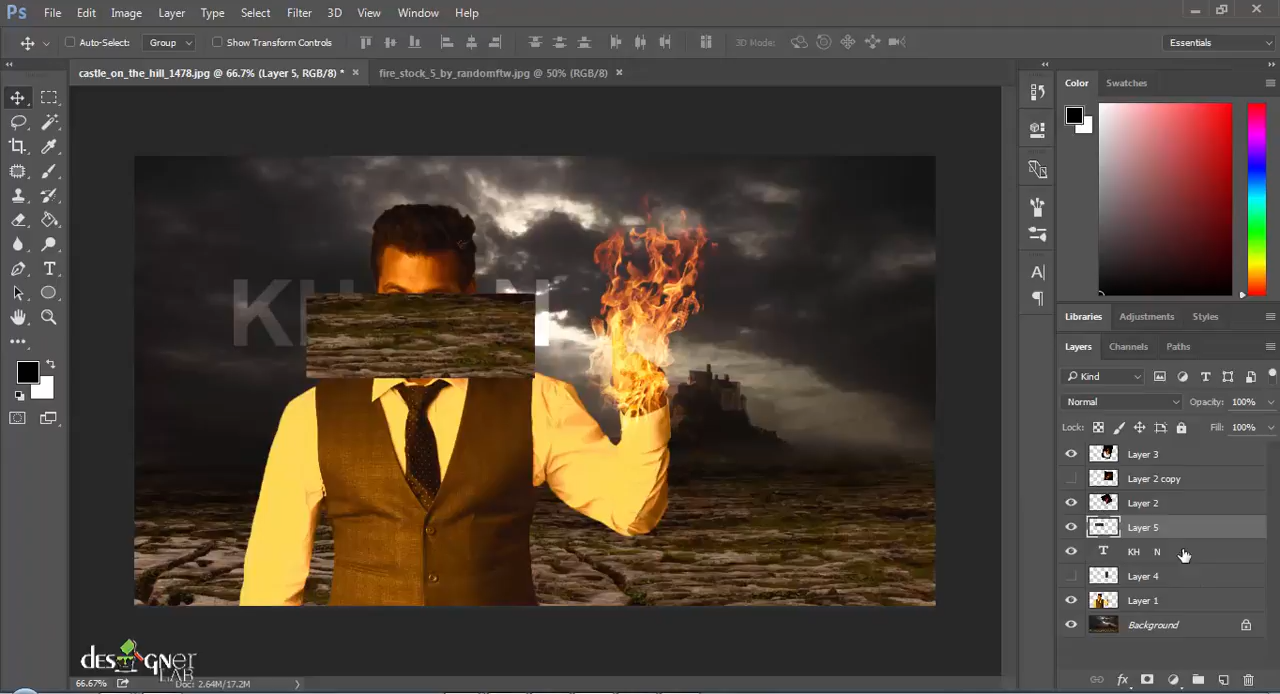 Ps File Edit Image Layer Type Select Filter 3D View Window Help
Auto-Select: Group Show Transform Controls 3D Mode: Essentials
castle_on_the_hill_1478.jpg @ 66.7% (Layer 5, RGB/8) * fire_stock_5_by_randomftw.jpg @ 50% (RGB/8)
Color Swatches
KH N
Libraries Adjustments Styles
Layers Channels Paths
Kind
Normal Opacity: 100%
Lock: Fill: 100%
Layer 3
Layer 2 copy
Layer 2
Layer 5
KH N
Layer 4
Layer 1
Background
designer
LAB
66.67% Doc: 2.64M/17.2M